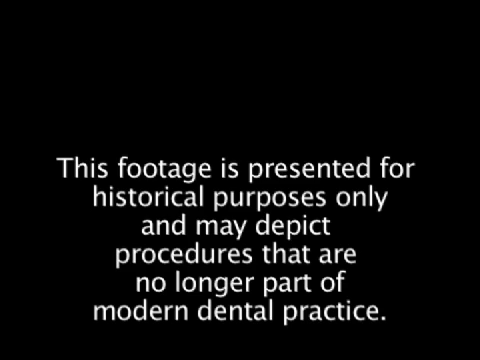 This footage is presented for
historical purposes only
and may depict
procedures that are
no longer part of
modern dental practice.